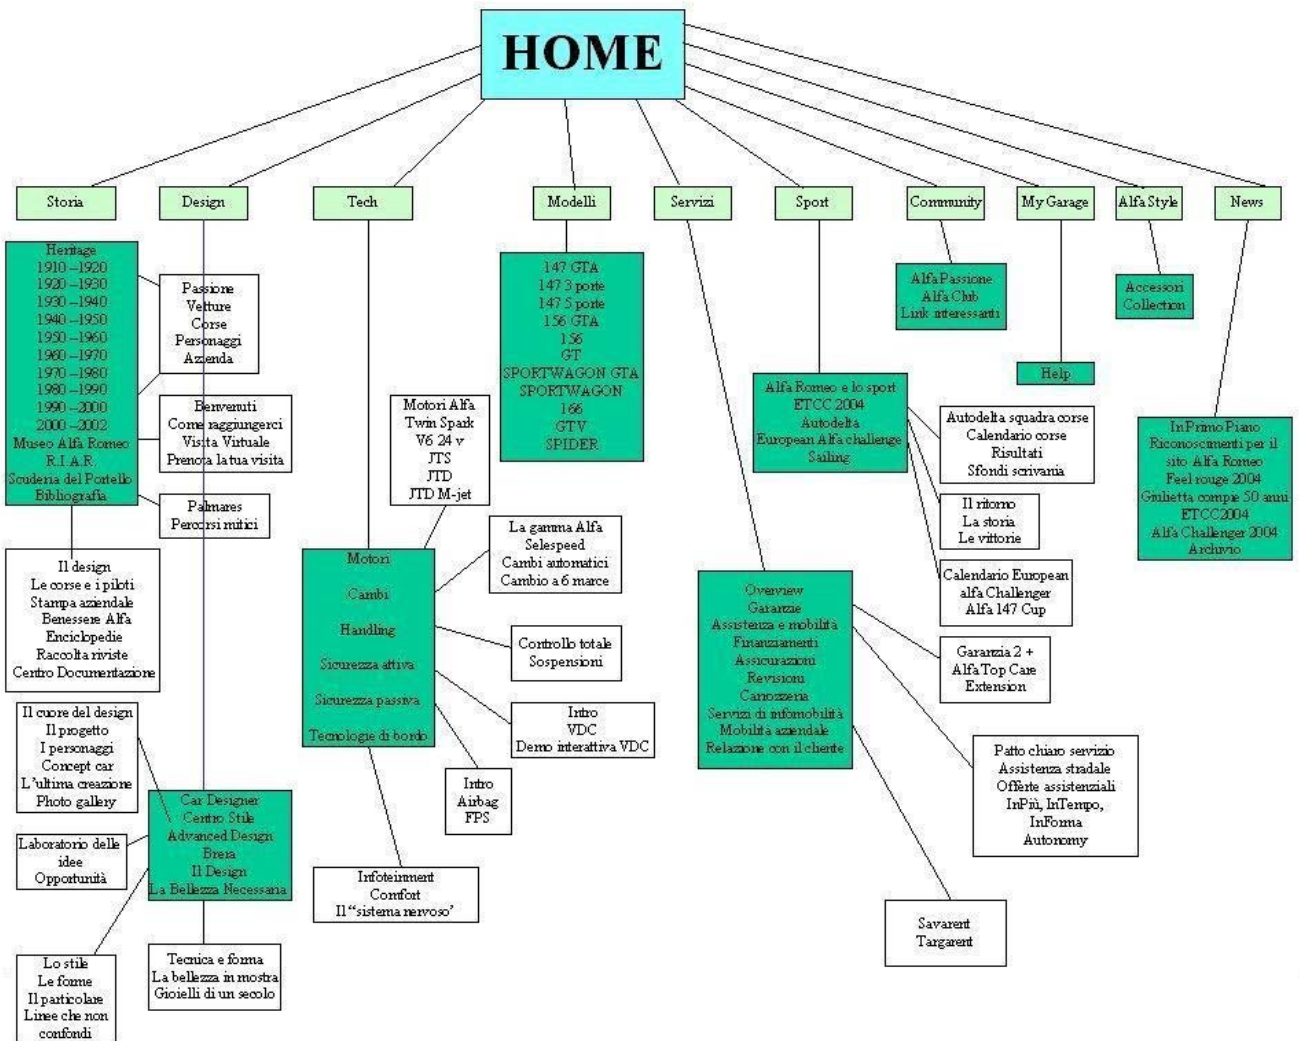 HOME
Storia
Design
Tech
Modelli
Servizi
Sport
Community
My Garage
Alfa Style
News
Heritage
1910 –1920
1920 –1930
1930 –1940
1940 –1950
1950 –1960
1960 –1970
1970 –1980
1980 –1990
1990 –2000
2000 –2002
Museo Alfa Romeo
R.I.A.R.
Scuderia del Portello
Bibliografia
Passione
Vetture
Corse
Personaggi
Azienda
Benvenuti
Come raggiungerci
Visita Virtuale
Prenota la tua visita
Palmares
Percorsi mitici
Il design
Le corse e i piloti
Stampa aziendale
Benessere Alfa
Enciclopedie
Raccolta riviste
Centro Documentazione
Il cuore del design
Il progetto
I personaggi
Concept car
L'ultima creazione
Photo gallery
Car Designer
Centro Stile
Advanced Design
Brera
Il Design
La Bellezza Necessaria
Laboratorio delle
idee
Opportunità
Lo stile
Le forme
Il particolare
Linee che non
confondi
Tecnica e forma
La bellezza in mostra
Gioielli di un secolo
Motori Alfa
Twin Spark
V6 24 v
JTS
JTD
JTD M-jet
Motori
Cambi
Handling
Sicurezza attiva
Sicurezza passiva
Tecnologie di bordo
La gamma Alfa
Selespeed
Cambi automatici
Cambio a 6 marce
Controllo totale
Sospensioni
Intro
VDC
Demo interattiva VDC
Intro
Airbag
FPS
Infoteinment
Comfort
Il “sistema nervoso’
147 GTA
147 3 porte
147 5 porte
156 GTA
156
GT
SPORTWAGON GTA
SPORTWAGON
166
GTV
SPIDER
Overview
Garanzie
Assistenza e mobilità
Finanziamenti
Assicurazioni
Revisioni
Carrozzeria
Servizi di infomobilità
Mobilità aziendale
Relazione con il cliente
Garanzia 2 +
Alfa Top Care
Extension
Patto chiaro servizio
Assistenza stradale
Offerte assistenziali
InPiù, InTempo,
InForma
Autonomy
Savarent
Targarent
Alfa Romeo e lo sport
ETCC 2004
Autodelta
European Alfa challenge
Sailing
Autodelta squadra corse
Calendario corse
Risultati
Sfondi scrivania
Il ritorno
La storia
Le vittorie
Calendario European
alfa Challenger
Alfa 147 Cup
Alfa Passione
Alfa Club
Link interessanti
Help
Accessori
Collection
In Primo Piano
Riconoscimenti per il
sito Alfa Romeo
Feel rouge 2004
Giulietta compie 50 anni
ETCC2004
Alfa Challenger 2004
Archivio